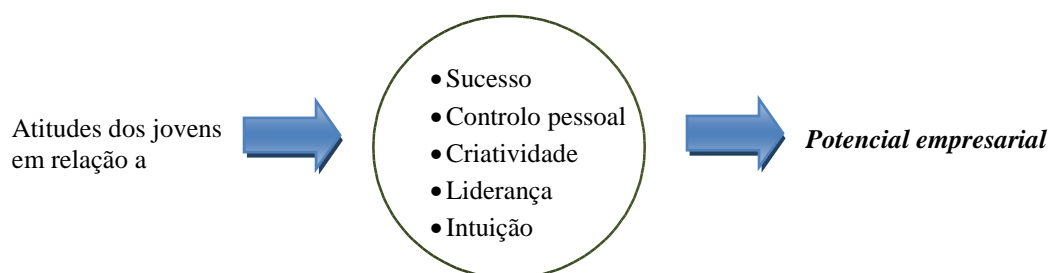 Atitudes dos jovens
em relação a
• Sucesso
• Controlo pessoal
• Criatividade
• Liderança
• Intuição
Potencial empresarial